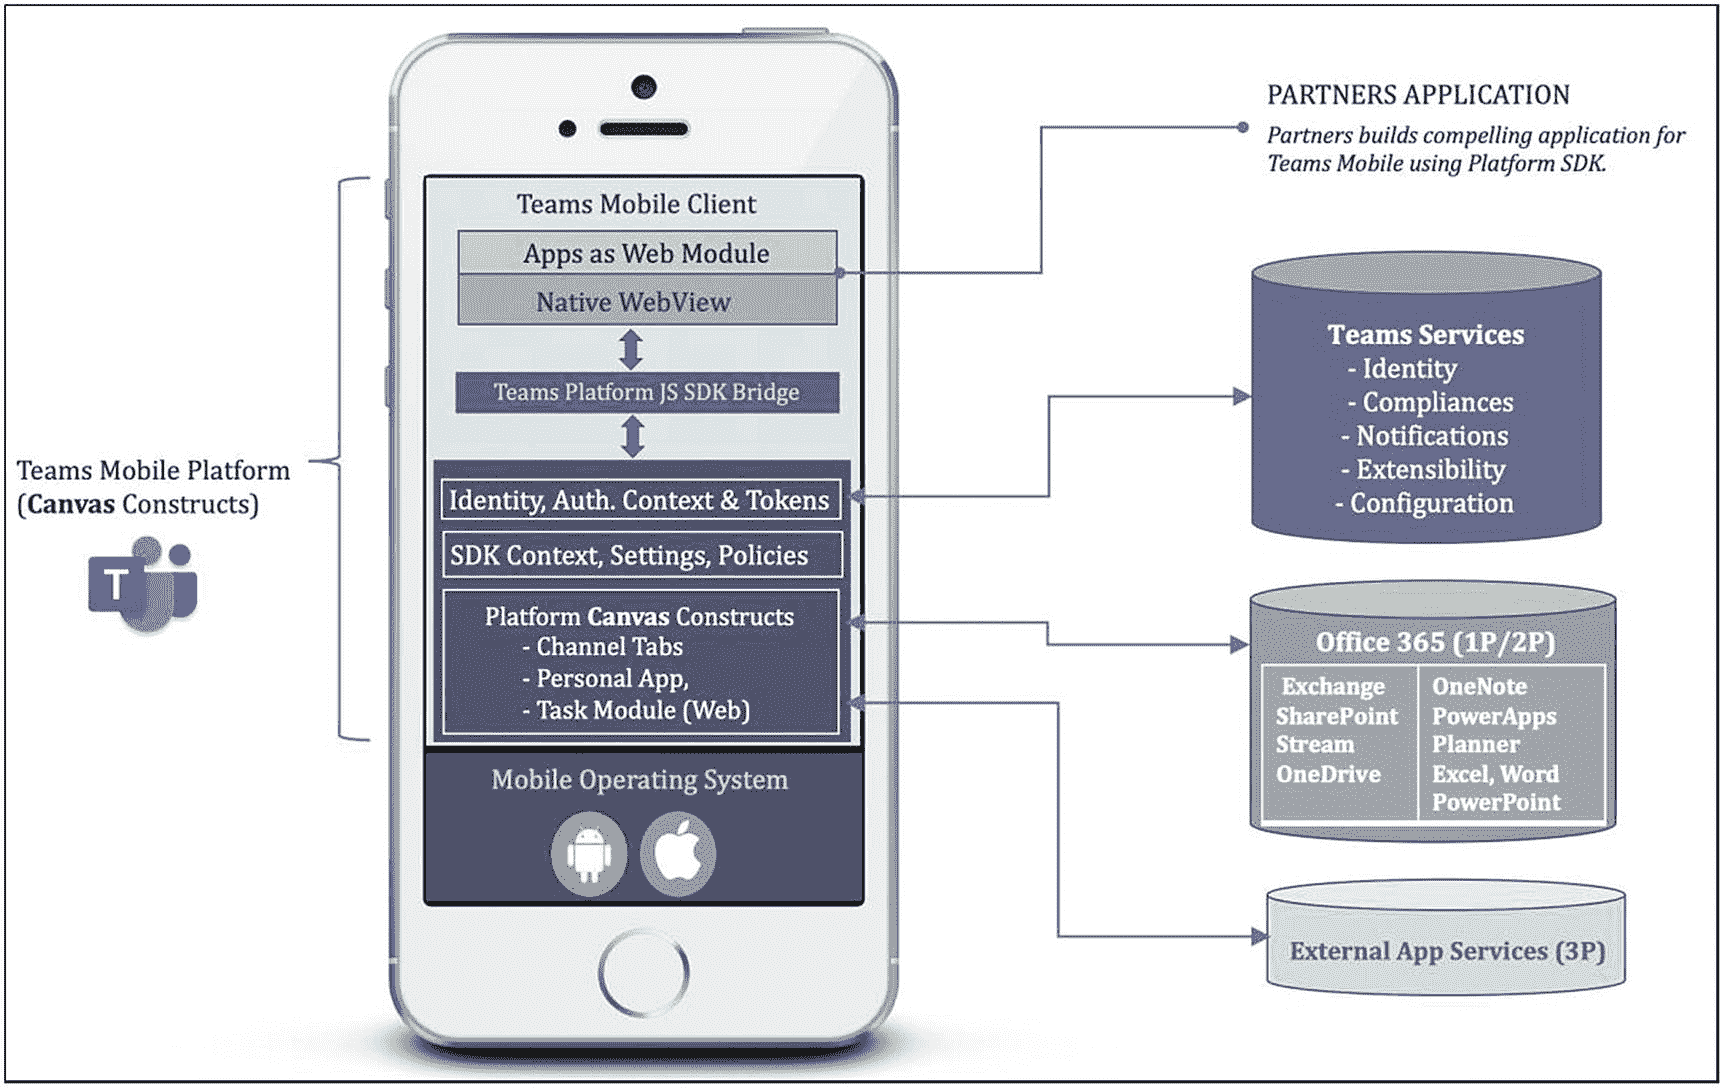 PARTNERS APPLICATION
Partners builds compelling application for
Teams Mobile using Platform SDK.
Teams Mobile Client
Apps as Web Module
Native WebView
Teams Platform JS SDK Bridge
Teams Mobile Platform
(Canvas Constructs)
T
Identity, Auth. Context & Tokens
SDK Context, Settings, Policies
Platform Canvas Constructs
- Channel Tabs
- Personal App,
- Task Module (Web)
Mobile Operating System
Teams Services
- Identity
- Compliances
- Notifications
- Extensibility
- Configuration
Office 365 (1P/2P)
Exchange
SharePoint
Stream
OneDrive
OneNote
PowerApps
Planner
Excel, Word
PowerPoint
External App Services (3P)